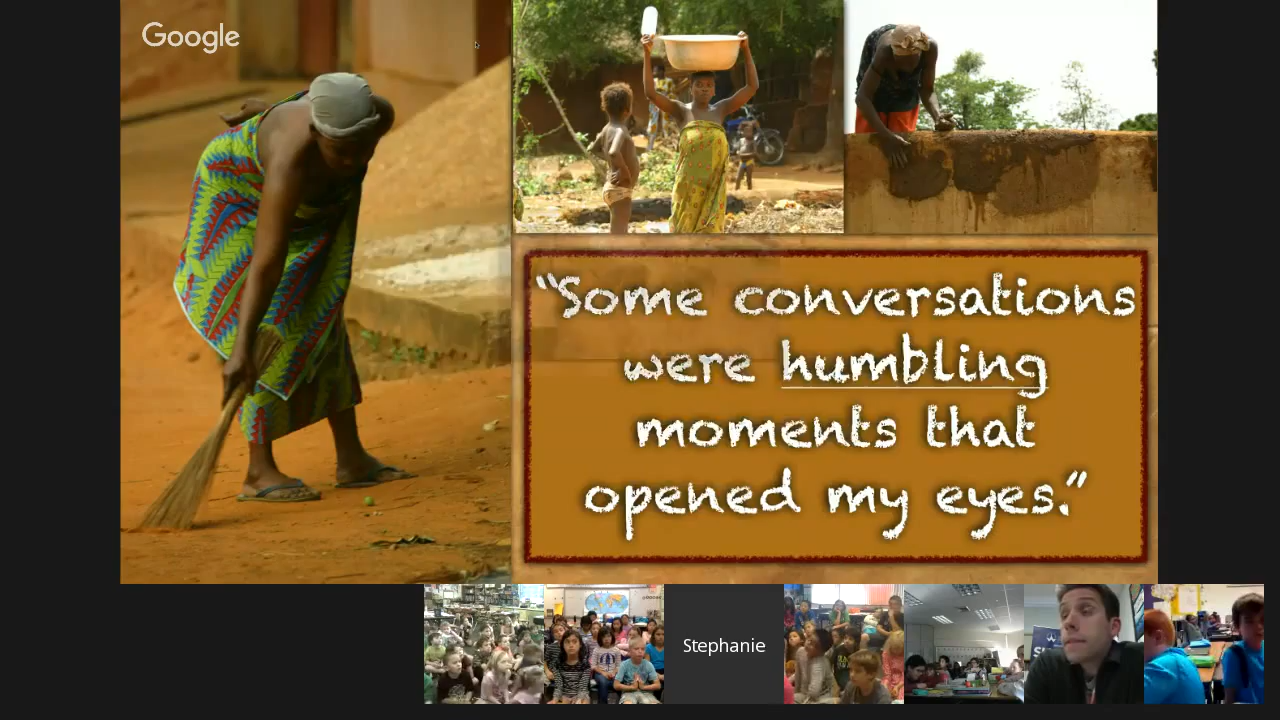 Google
“Some conversations
were humbling
moments that
opened my eyes.”
Stephanie